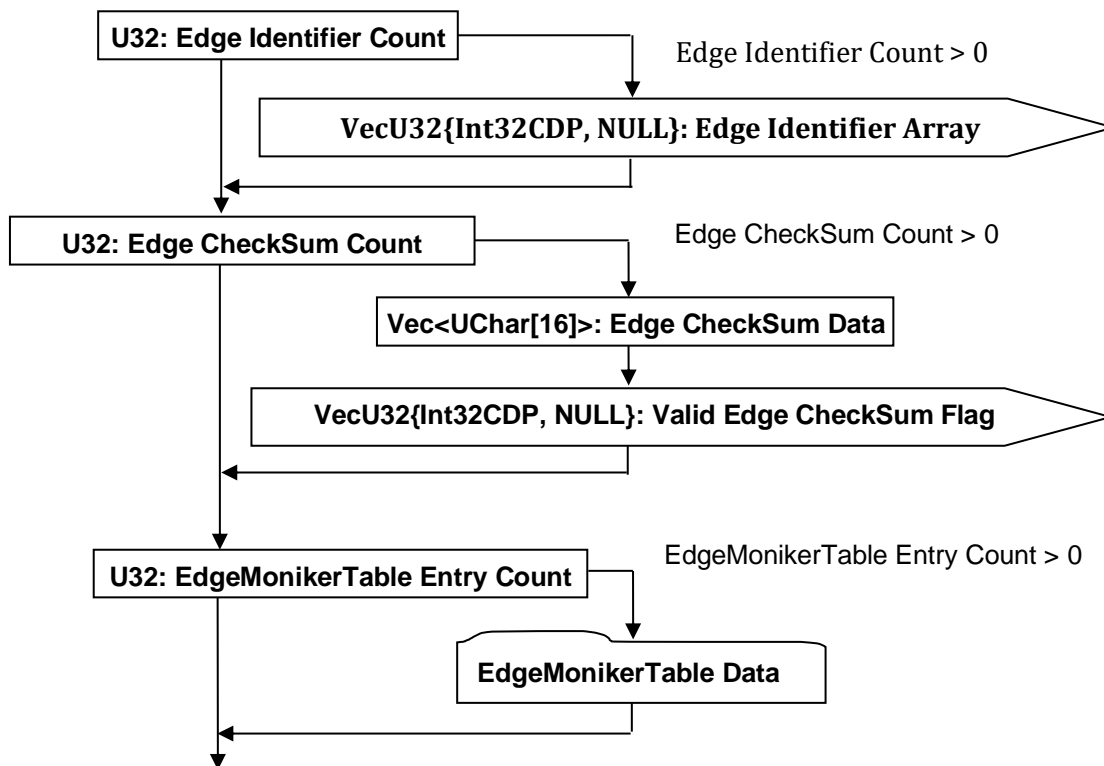 U32: Edge Identifier Count
Edge Identifier Count > 0
VecU32{Int32CDP, NULL}: Edge Identifier Array
U32: Edge CheckSum Count
Edge CheckSum Count > 0
Vec<UChar[16]>: Edge CheckSum Data
VecU32{Int32CDP, NULL}: Valid Edge CheckSum Flag
EdgeMonikerTable Entry Count > 0
U32: EdgeMonikerTable Entry Count
EdgeMonikerTable Data